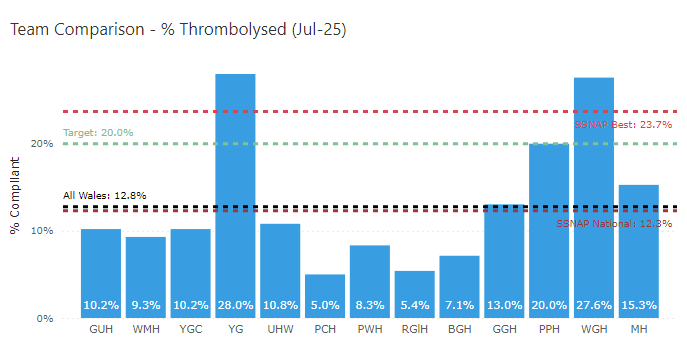 Team Comparison - % Thrombolysed (Jul-25)
% Compliant
20%
10%
0%
Target: 20.0%
SSNAP Best: 23.7%
All Wales: 12.8%
SSNAP National: 12.3%
10.2% 9.3% 10.2% 28.0% 10.8% 5.0% 8.3% 5.4% 7.1% 13.0% 20.0% 27.6% 15.3%
GUH WMH YGC YG UHW PCH PWH RGlH BGH GGH PPH WGH MH